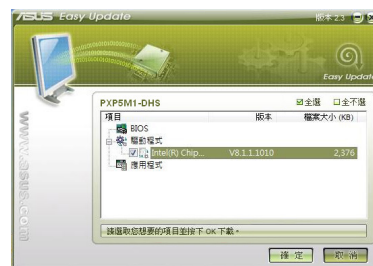 ASUS Easy Update
版本 2.3
Easy Update
PXP5M1-DHS
全選 全不選
項目 版本 檔案大小 (KB)
BIOS
驅動程式
Intel(R) Chip... V8.1.1.1010 2,376
應用程式
請選取您想要的項目並按下 OK 下載。
確定 取消
www.asus.com